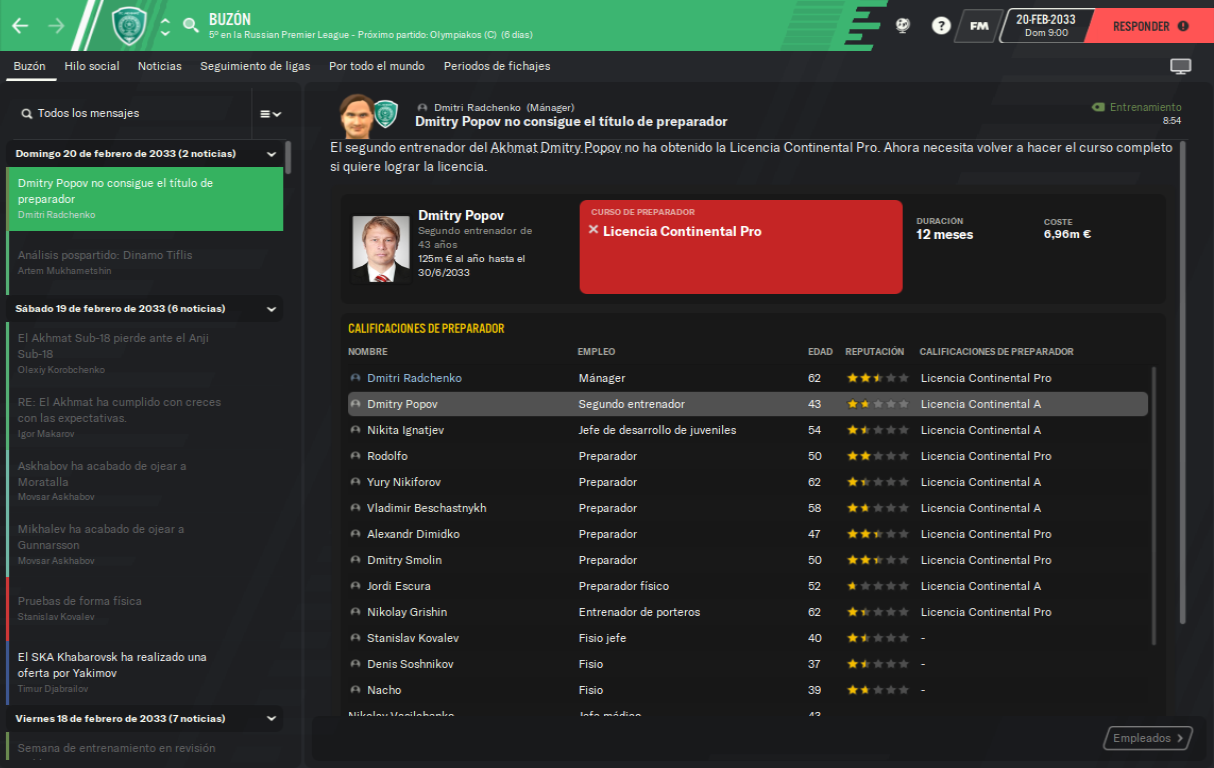 BUZÓN
5º en la Russian Premier League - Próximo partido: Olympiakos (C) (6 días)
FM
20-FEB-2033
Dom 9:00
RESPONDER
Buzón Hilo social Noticias Seguimiento de ligas Por todo el mundo Periodos de fichajes
Todos los mensajes
Domingo 20 de febrero de 2033 (2 noticias)
Dmitry Popov no consigue el título de
preparador
Dmitri Radchenko
Análisis pospartido: Dinamo Tiflis
Artem Mukhametshin
Sábado 19 de febrero de 2033 (6 noticias)
El Akhmat Sub-18 pierde ante el Anji
Sub-18
Olexiy Korobchenko
RE: El Akhmat ha cumplido con creces
con las expectativas.
Igor Makarov
Askhabov ha acabado de ojear a
Moratalla
Movsar Askhabov
Mikhalev ha acabado de ojear a
Gunnarsson
Movsar Askhabov
Pruebas de forma física
Stanislav Kovalev
El SKA Khabarovsk ha realizado una
oferta por Yakimov
Timur Djabrailov
Viernes 18 de febrero de 2033 (7 noticias)
Semana de entrenamiento en revisión
Dmitri Radchenko (Mánager)
Dmitry Popov no consigue el título de preparador
Entrenamiento
8:54
El segundo entrenador del Akhmat Dmitry Popov no ha obtenido la Licencia Continental Pro. Ahora necesita volver a hacer el curso completo
si quiere lograr la licencia.
Dmitry Popov
Segundo entrenador de
43 años
125m € al año hasta el
30/6/2033
CURSO DE PREPARADOR
Licencia Continental Pro
DURACIÓN
12 meses
COSTE
6,96m €
CALIFICACIONES DE PREPARADOR
NOMBRE EMPLEO EDAD REPUTACIÓN CALIFICACIONES DE PREPARADOR
Dmitri Radchenko Mánager 62 Licencia Continental Pro
Dmitry Popov Segundo entrenador 43 Licencia Continental A
Nikita Ignatjev Jefe de desarrollo de juveniles 54 Licencia Continental A
Rodolfo Preparador 50 Licencia Continental Pro
Yury Nikiforov Preparador 62 Licencia Continental A
Vladimir Beschastnykh Preparador 58 Licencia Continental A
Alexandr Dimidko Preparador 47 Licencia Continental Pro
Dmitry Smolin Preparador 50 Licencia Continental Pro
Jordi Escura Preparador físico 52 Licencia Continental A
Nikolay Grishin Entrenador de porteros 62 Licencia Continental Pro
Stanislav Kovalev Fisio jefe 40 -
Denis Soshnikov Fisio 37 -
Nacho Fisio 39 -
Empleados